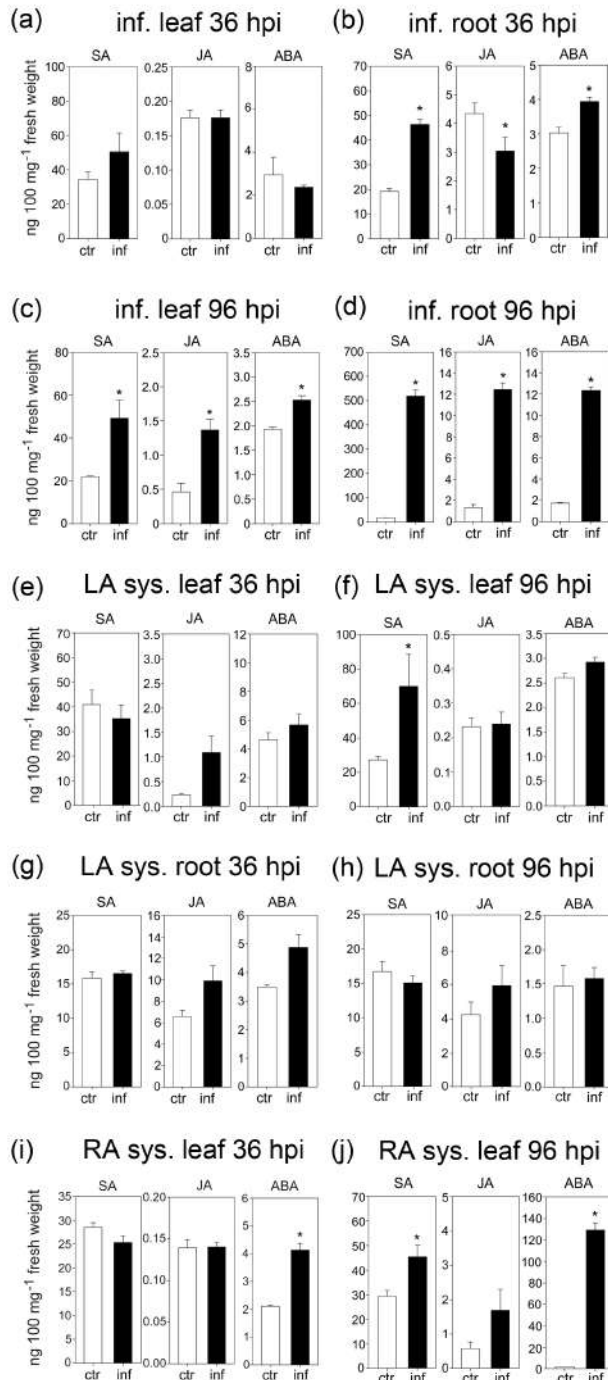 (a) inf. leaf 36 hpi (b) inf. root 36 hpi
SA JA ABA SA JA ABA
ng 100 mg⁻¹ fresh weight
100 0.25 8 70 6 5
80 0.20 6 60 5 4
60 0.15 4 50 4 3
40 0.10 2 40 3 2
20 0.05 30 2 1
0 0.00 20 1 0
10 0
0
* * *
ctr inf ctr inf ctr inf ctr inf ctr inf ctr inf
(c) inf. leaf 96 hpi (d) inf. root 96 hpi
SA JA ABA SA JA ABA
ng 100 mg⁻¹ fresh weight
80 2.5 3.5 700 16 16
60 2.0 3.0 600 14 14
40 1.5 2.5 500 12 12
20 1.0 2.0 400 10 10
0 0.5 1.5 300 8 8
0.0 1.0 200 6 6
0.5 100 4 4
0.0 0 2 2
0 0
* * * * * *
ctr inf ctr inf ctr inf ctr inf ctr inf ctr inf
(e) LA sys. leaf 36 hpi (f) LA sys. leaf 96 hpi
SA JA ABA SA JA ABA
ng 100 mg⁻¹ fresh weight
70 3.5 12 100 0.6 3.5
60 3.0 10 80 0.4 3.0
50 2.5 8 60 0.2 2.5
40 2.0 6 40 0.0 2.0
30 1.5 4 20 1.5
20 1.0 2 0 1.0
10 0.5 0 0.5
0 0.0 0.0
*
ctr inf ctr inf ctr inf ctr inf ctr inf ctr inf
(g) LA sys. root 36 hpi (h) LA sys. root 96 hpi
SA JA ABA SA JA ABA
ng 100 mg⁻¹ fresh weight
25 16 6 25 10 2.5
20 14 5 20 8 2.0
15 12 4 15 6 1.5
10 10 3 10 4 1.0
5 8 2 5 2 0.5
0 6 1 0 0 0.0
4 0
2
0
ctr inf ctr inf ctr inf ctr inf ctr inf ctr inf
(i) RA sys. leaf 36 hpi (j) RA sys. leaf 96 hpi
SA JA ABA SA JA ABA
ng 100 mg⁻¹ fresh weight
35 0.20 6 70 5 160
30 0.15 5 60 4 140
25 0.10 4 50 3 120
20 0.05 3 40 2 100
15 0.00 2 30 1 80
10 1 20 0 60
5 0 10 40
0 0 20
0
* * *
ctr inf ctr inf ctr inf ctr inf ctr inf ctr inf